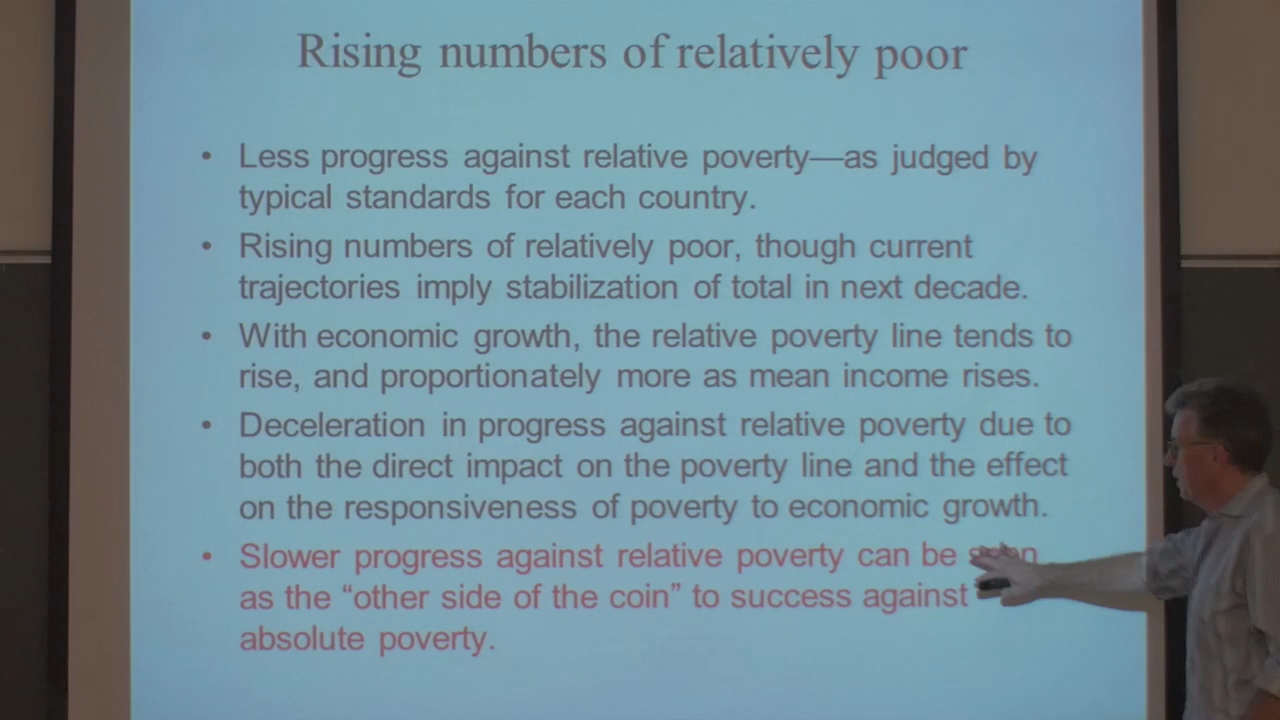 Rising numbers of relatively poor
• Less progress against relative poverty—as judged by
typical standards for each country.
• Rising numbers of relatively poor, though current
trajectories imply stabilization of total in next decade.
• With economic growth, the relative poverty line tends to
rise, and proportionately more as mean income rises.
• Deceleration in progress against relative poverty due to
both the direct impact on the poverty line and the effect
on the responsiveness of poverty to economic growth.
• Slower progress against relative poverty can be seen
as the “other side of the coin” to success against
absolute poverty.